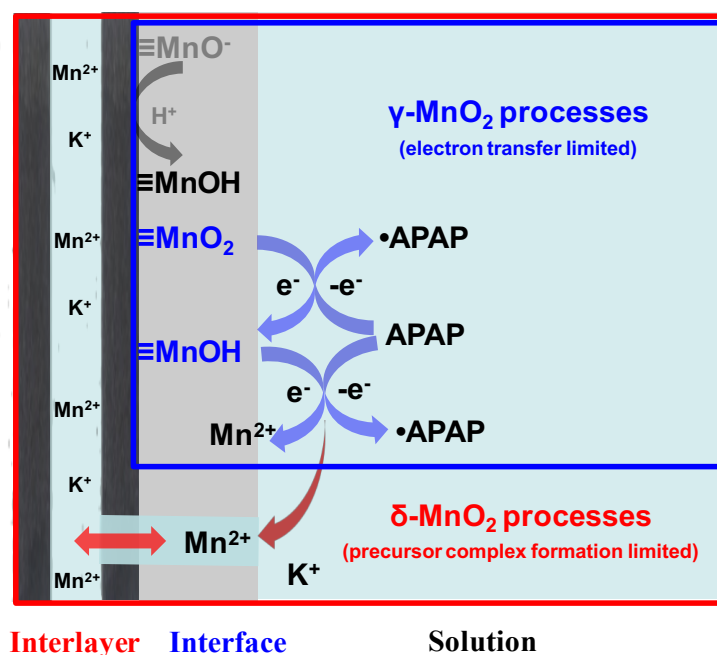 ≡MnO⁻
Mn²⁺
H⁺
K⁺
≡MnOH
γ-MnO₂ processes
(electron transfer limited)
Mn²⁺
≡MnO₂
•APAP
e⁻
-e⁻
K⁺
APAP
≡MnOH
e⁻
-e⁻
Mn²⁺
Mn²⁺
•APAP
K⁺
δ-MnO₂ processes
(precursor complex formation limited)
Mn²⁺
K⁺
Mn²⁺
Interlayer
Interface
Solution